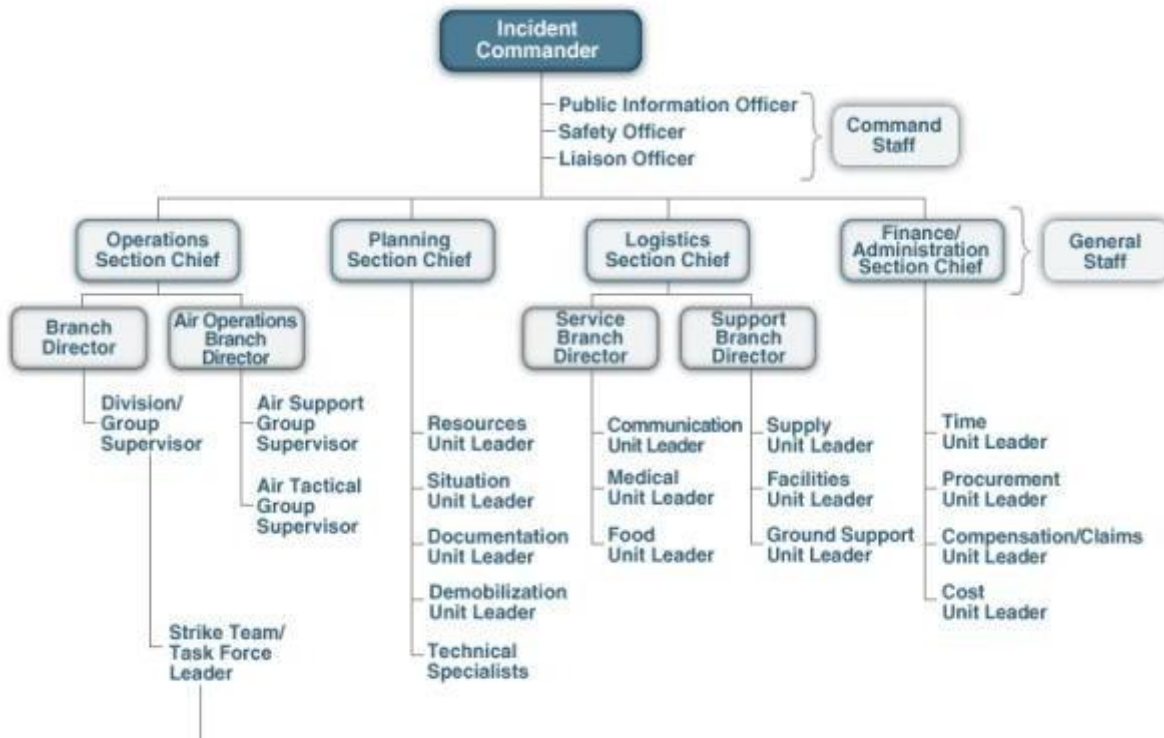 Incident
Commander
Public Information Officer
Safety Officer
Liaison Officer
Command
Staff
Operations
Section Chief
Planning
Section Chief
Logistics
Section Chief
Finance/
Administration
Section Chief
General
Staff
Branch
Director
Air Operations
Branch
Director
Service
Branch
Director
Support
Branch
Director
Division/
Group
Supervisor
Air Support
Group
Supervisor
Air Tactical
Group
Supervisor
Strike Team/
Task Force
Leader
Resources
Unit Leader
Situation
Unit Leader
Documentation
Unit Leader
Demobilization
Unit Leader
Technical
Specialists
Communication
Unit Leader
Medical
Unit Leader
Food
Unit Leader
Supply
Unit Leader
Facilities
Unit Leader
Ground Support
Unit Leader
Time
Unit Leader
Procurement
Unit Leader
Compensation/Claims
Unit Leader
Cost
Unit Leader